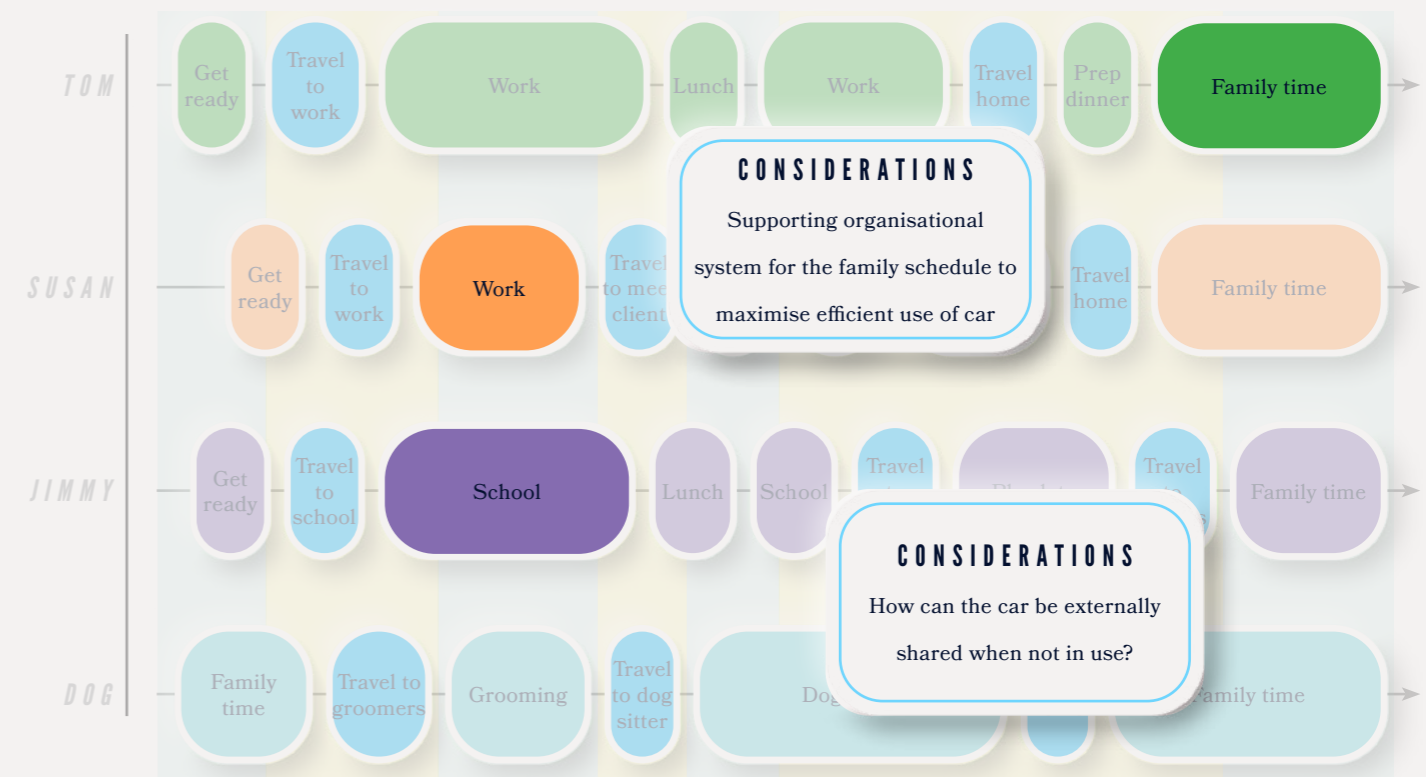 TOM
Get
ready
Travel
to
work
Work
Lunch
Work
Travel
home
Prep
dinner
Family time
CONSIDERATIONS
Supporting organisational
system for the family schedule to
maximise efficient use of car
SUSAN
Get
ready
Travel
to
work
Work
Travel
to
client
Travel
home
Family time
JIMMY
Get
ready
Travel
to
school
School
Lunch
School
Travel
Travel
Family time
CONSIDERATIONS
How can the car be externally
shared when not in use?
DOG
Family
time
Travel to
groomers
Grooming
Travel
to dog
sitter
Family time